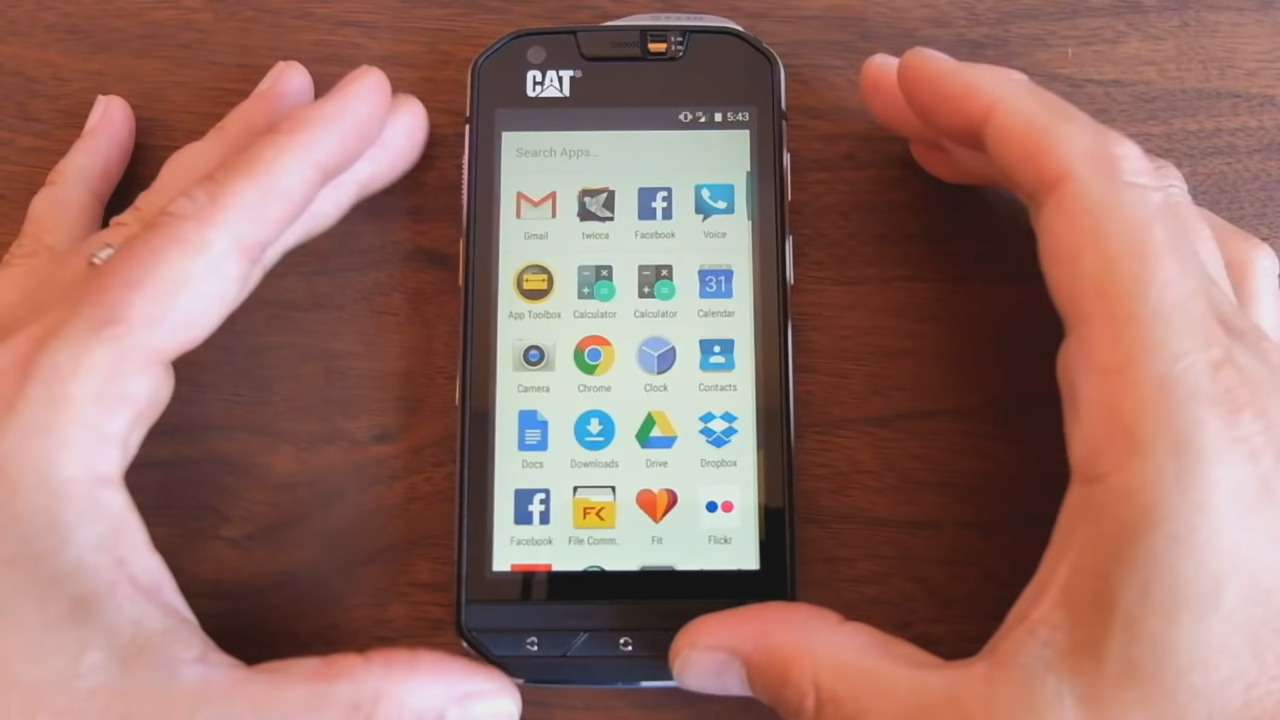 CAT®
5:43
Search Apps...
Gmail twicca Facebook Voice
31
App Toolbox Calculator Calculator Calendar
Camera Chrome Clock Contacts
Docs Downloads Drive Dropbox
FK
Facebook File Comm.. Fit Flickr